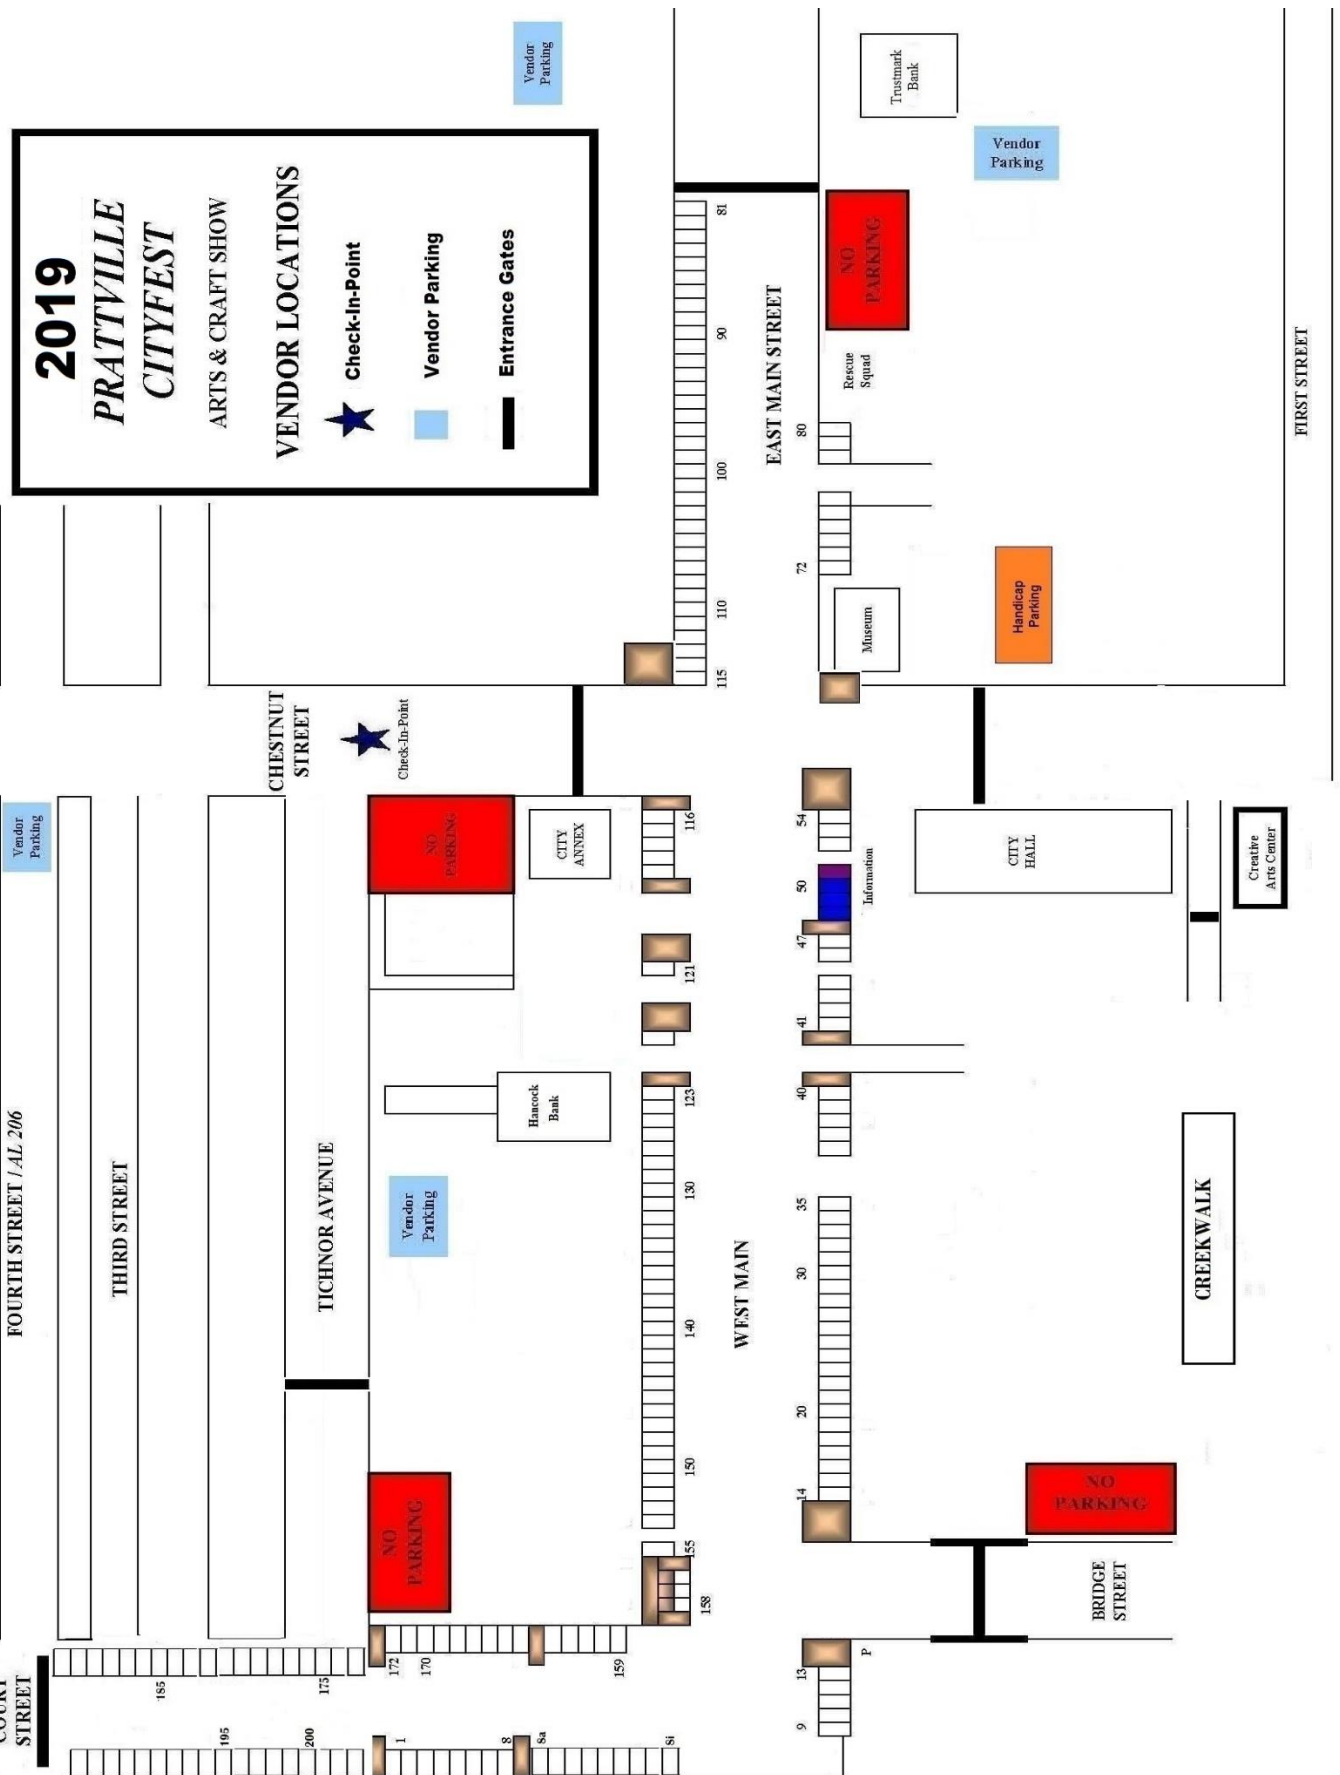 2019
PRATTVILLE
CITYFEST
ARTS & CRAFT SHOW
VENDOR LOCATIONS
Check-In-Point
Vendor Parking
Entrance Gates
Vendor
Parking
Trustmark
Bank
Vendor
Parking
NO
PARKING
81
90
100
110
115
EAST MAIN STREET
Rescue
Squad
80
72
Museum
Handicap
Parking
FIRST STREET
CHESTNUT
STREET
Check-In-Point
Vendor
Parking
NO
PARKING
CITY
ANNEX
116
121
123
130
140
150
155
158
54
50
47
41
40
35
30
20
14
Information
CITY
HALL
Creative
Arts Center
FOURTH STREET / AL 206
THIRD STREET
TICHNOR AVENUE
Hancock
Bank
Vendor
Parking
WEST MAIN
CREEKWALK
NO
PARKING
NO
PARKING
BRIDGE
STREET
STREET
185
175
172
170
159
195
200
1
8
8a
8i
13
9
P